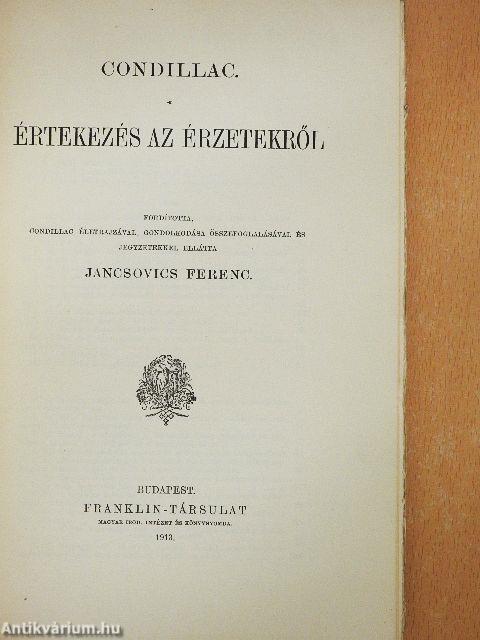 CONDILLAC.
ÉRTEKEZÉS AZ ÉRZETEKRŐL
FORDÍTOTTA,
CONDILLAC ÉLETRAJZÁVAL, GONDOLKODÁSA ÖSSZEFOGLALÁSÁVAL ÉS
JEGYZETEKKEL ELLÁTTA
JANCSOVICS FERENC.
BUDAPEST.
FRANKLIN-TÁRSULAT
MAGYAR IROD. INTÉZET ÉS KÖNYVNYOMDA.
1913.
Antikvárium.hu